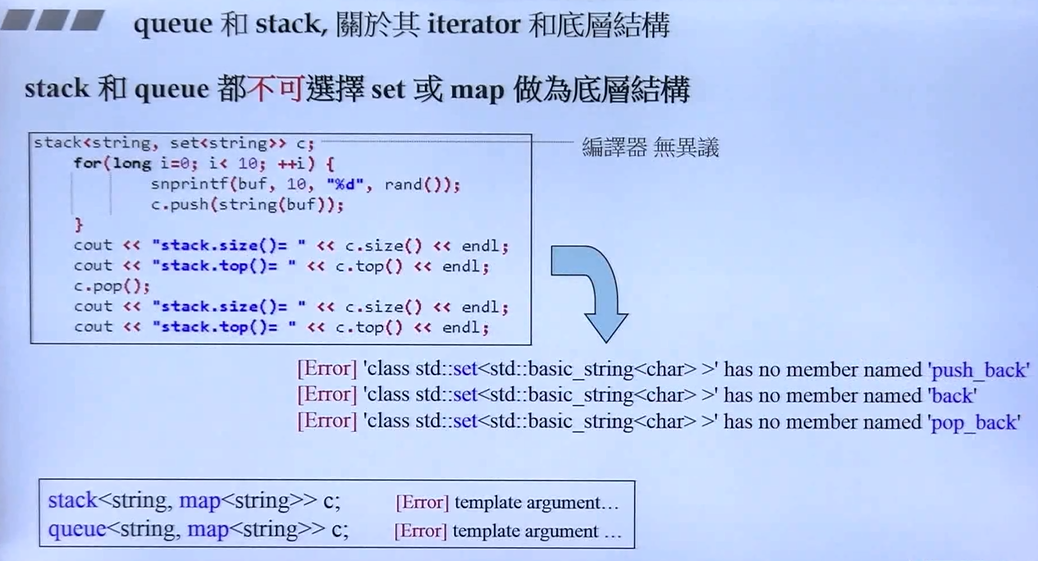 queue 和 stack, 關於其 iterator 和底層結構
stack 和 queue 都不可選擇 set 或 map 做為底層結構
stack<string, set<string>> c;
編譯器 無異議
for(long i=0; i< 10; ++i) {
snprintf(buf, 10, "%d", rand());
c.push(string(buf));
}
cout << "stack.size()= " << c.size() << endl;
cout << "stack.top()= " << c.top() << endl;
c.pop();
cout << "stack.size()= " << c.size() << endl;
cout << "stack.top()= " << c.top() << endl;
[Error] 'class std::set<std::basic_string<char> >' has no member named 'push_back'
[Error] 'class std::set<std::basic_string<char> >' has no member named 'back'
[Error] 'class std::set<std::basic_string<char> >' has no member named 'pop_back'
stack<string, map<string>> c; [Error] template argument…
queue<string, map<string>> c; [Error] template argument …